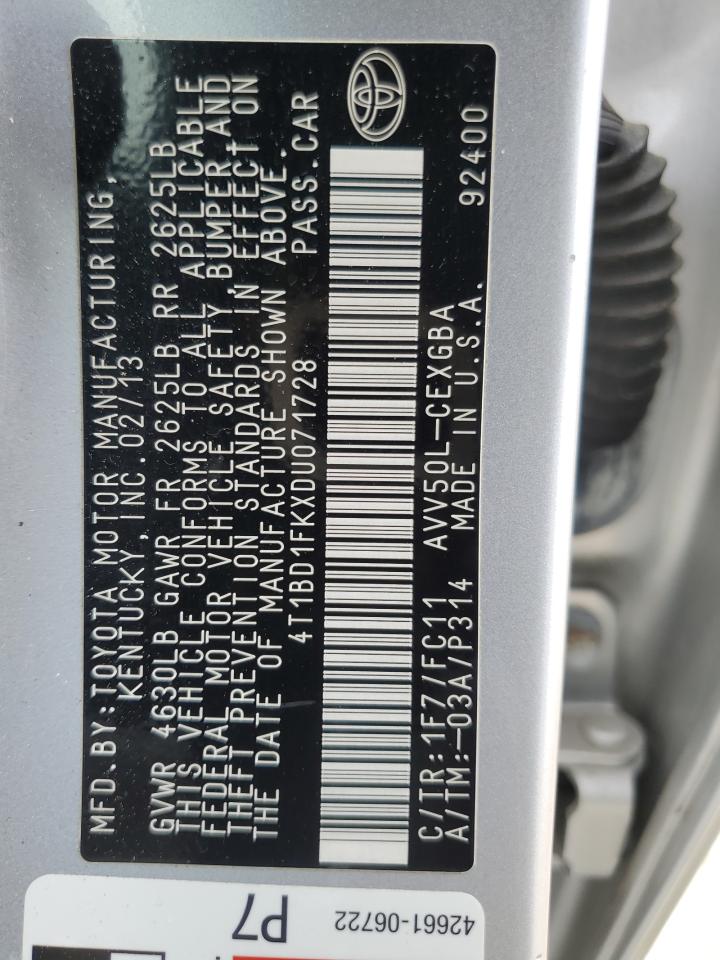 MFD.BY:TOYOTA MOTOR MANUFACTURING,
KENTUCKY, INC.02/13
GVWR 4630LB GAWR FR 2625LB RR 2625LB
THIS VEHICLE CONFORMS TO ALL APPLICABLE
FEDERAL MOTOR VEHICLE SAFETY, BUMPER AND
THEFT PREVENTION STANDARDS IN EFFECT ON
THE DATE OF MANUFACTURE SHOWN ABOVE.
4T1BD1FKXDU071728 PASS.CAR
C/TR:1F7/FC11 AVV50L-CEXGBA
A/TM:-03A/P314 MADE IN U.S.A. 92400
42661-06722
P7